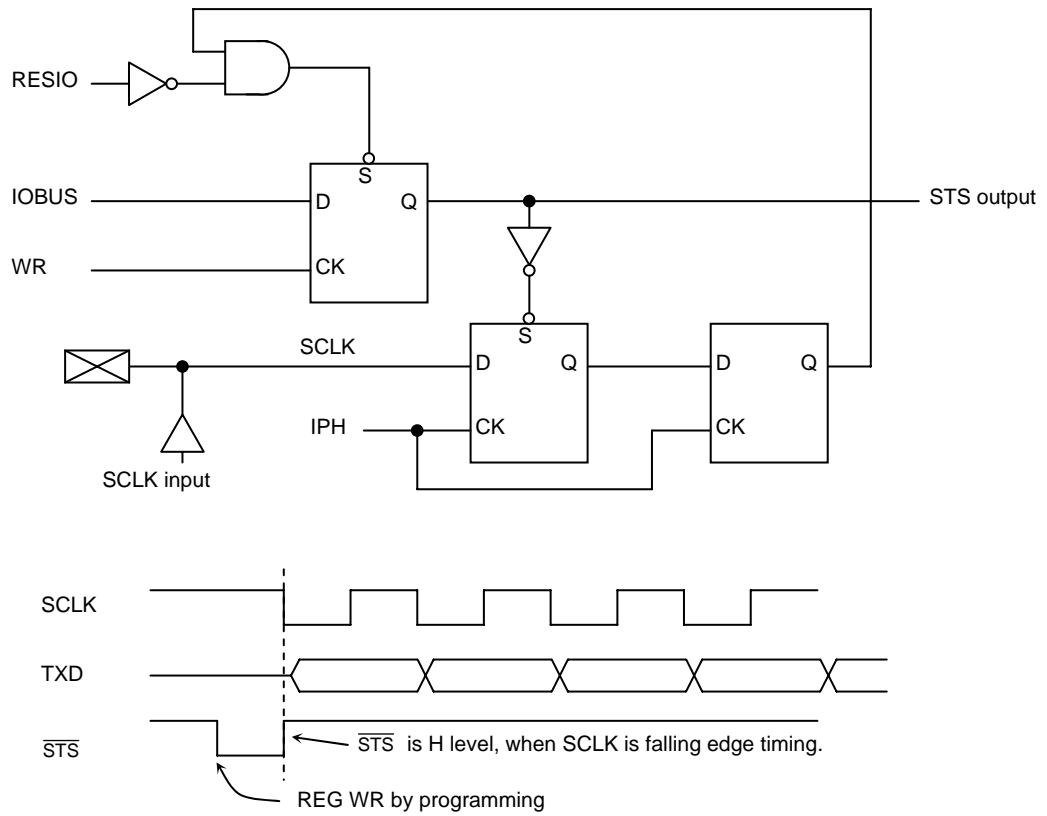 RESIO
S
IOBUS
D
Q
STS output
WR
CK
S
SCLK
D
Q
D
Q
IPH
CK
CK
SCLK input
SCLK
TXD
STS
STS is H level, when SCLK is falling edge timing.
REG WR by programming